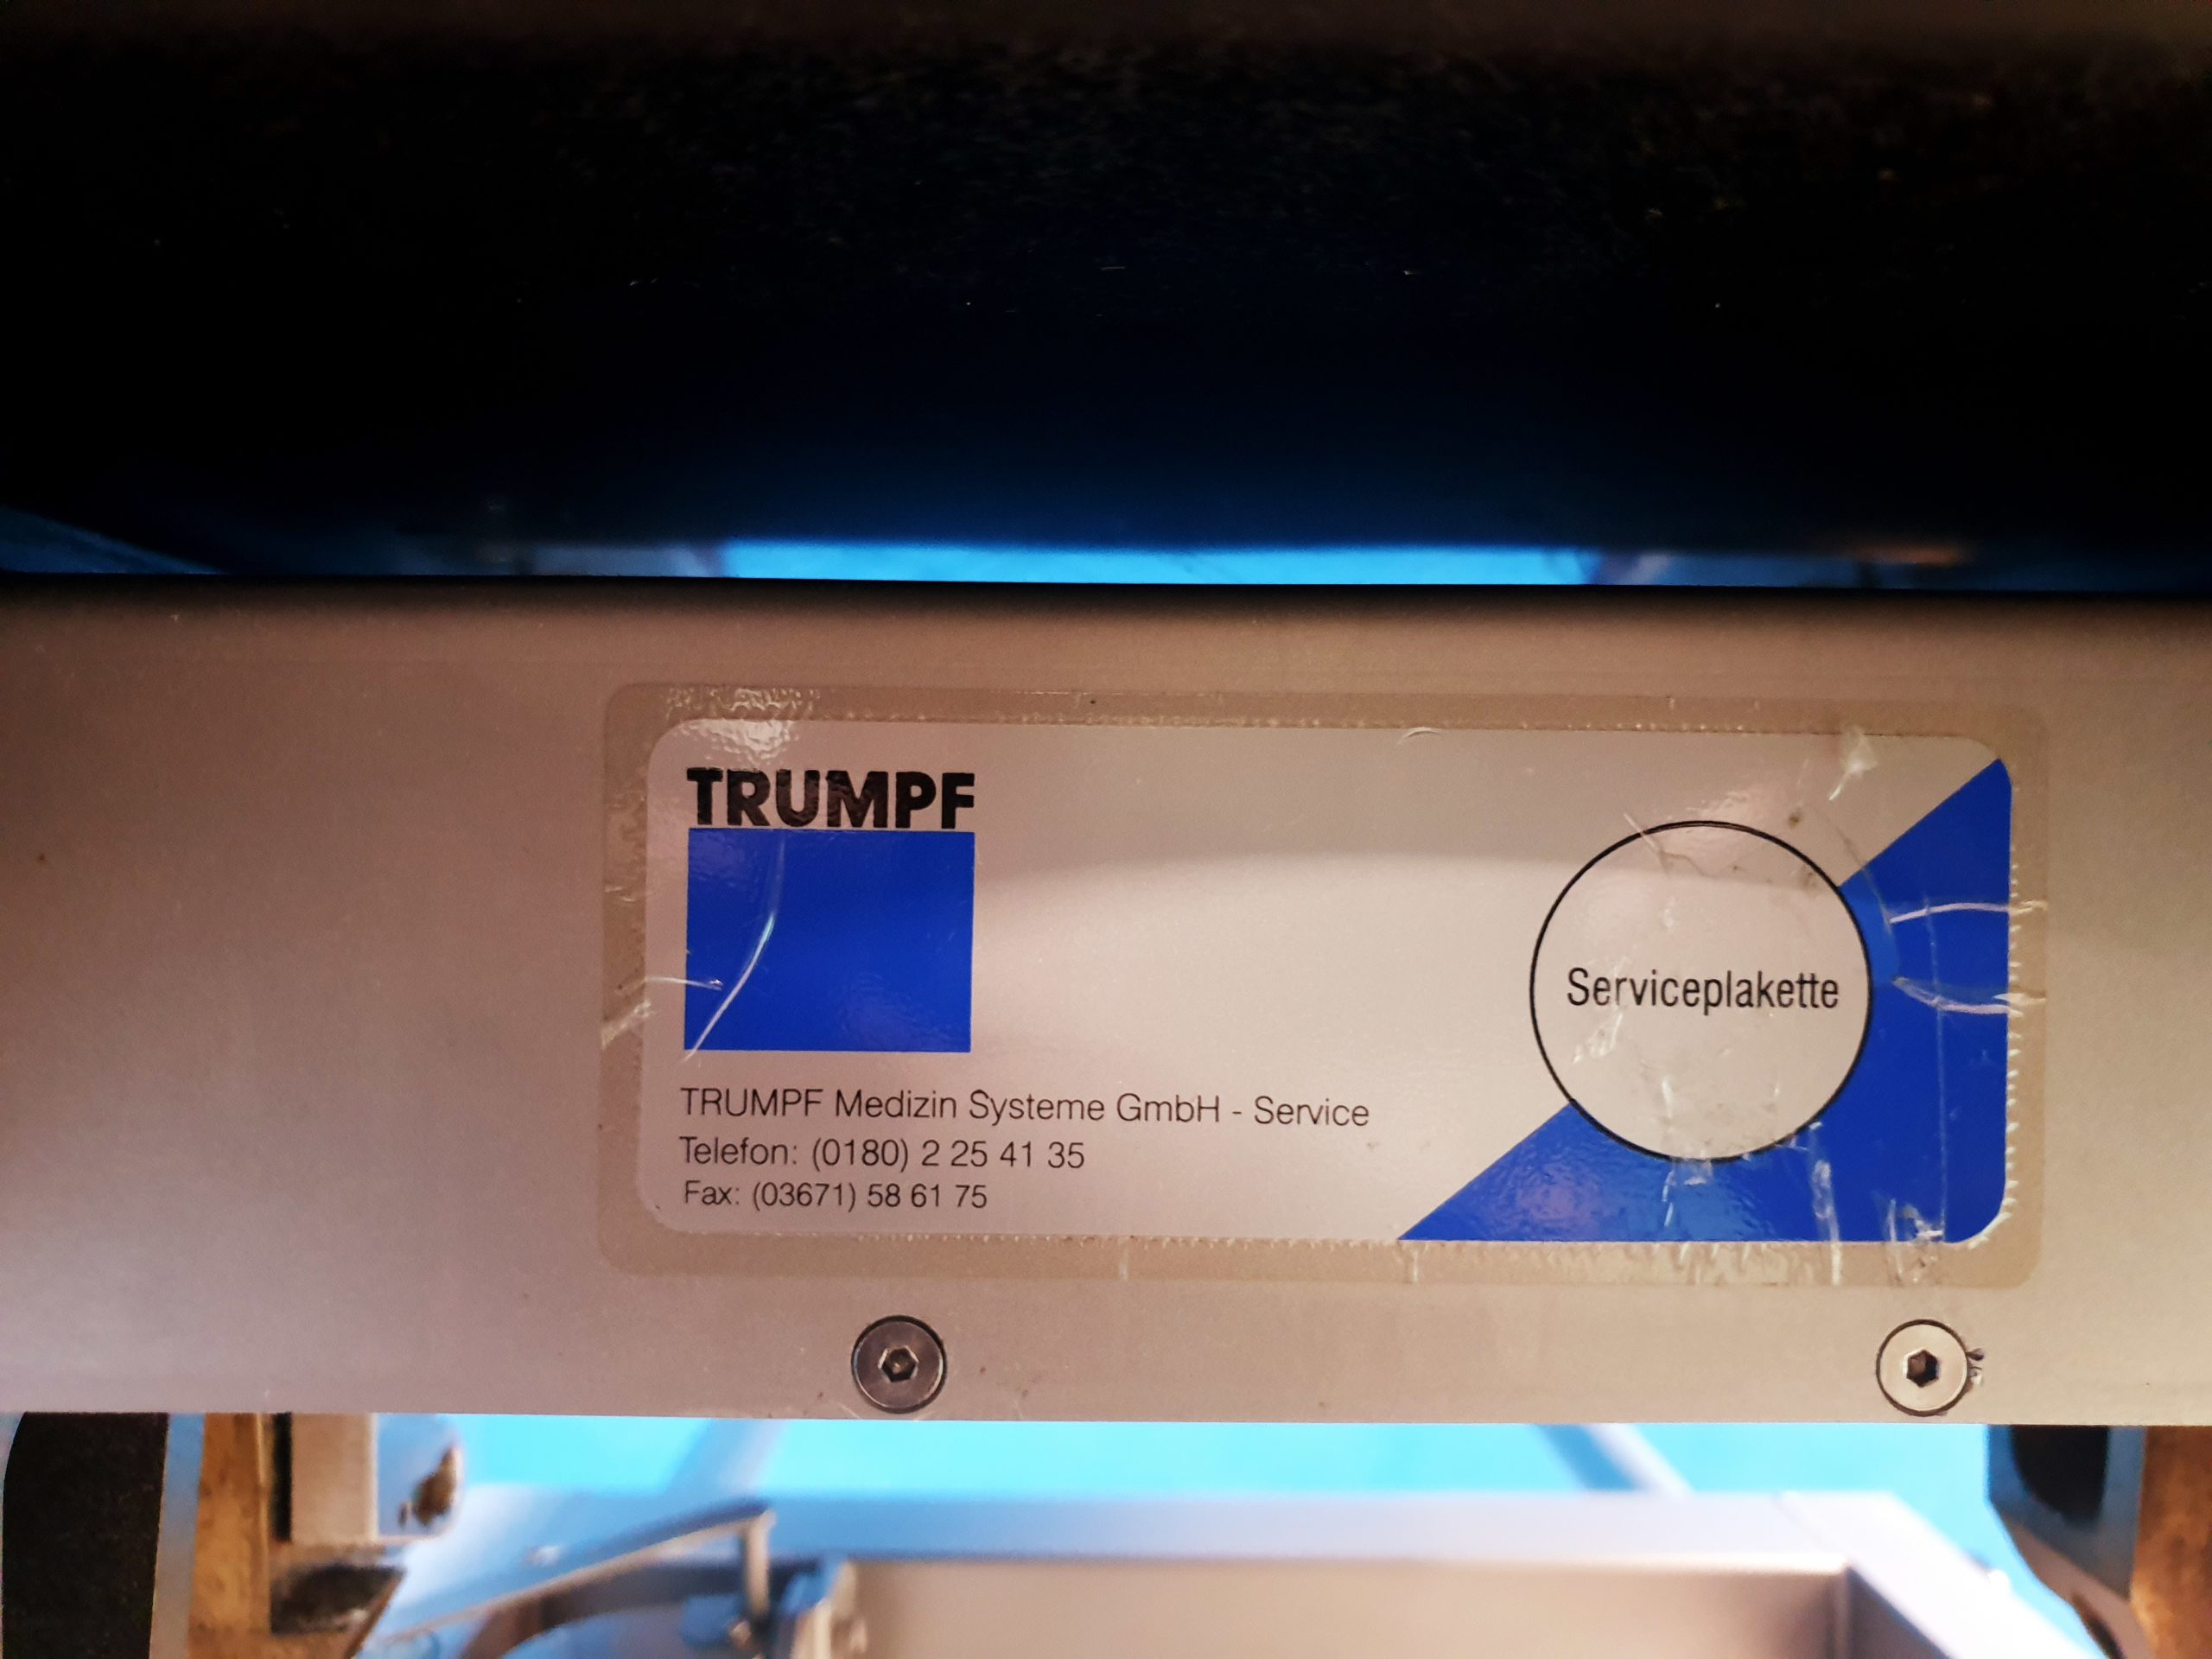 TRUMPF
Serviceplakette
TRUMPF Medizin Systeme GmbH - Service
Telefon: (0180) 2 25 41 35
Fax: (03671) 58 61 75